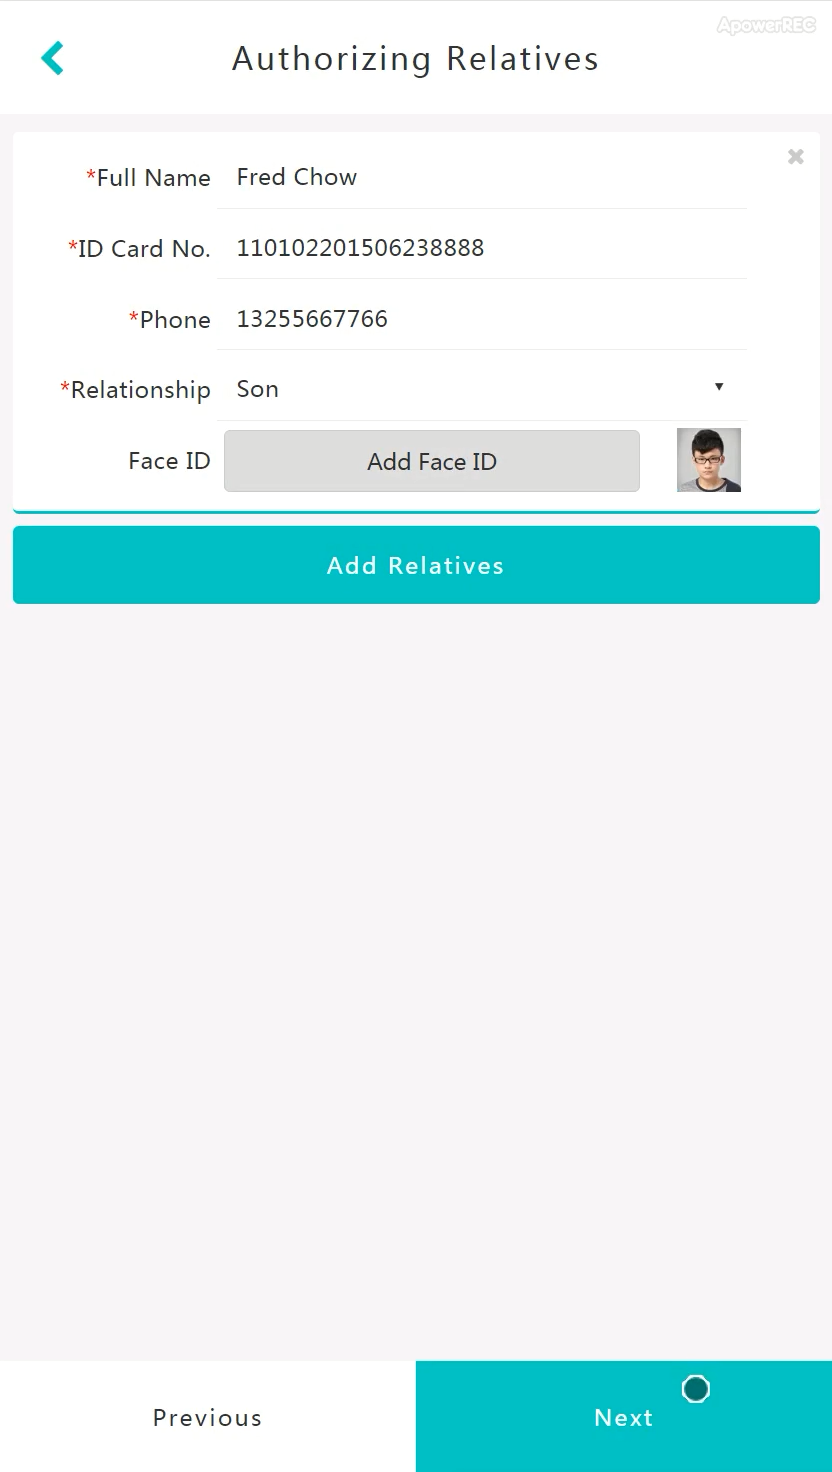 ApowerREC
Authorizing Relatives
*Full Name Fred Chow
*ID Card No. 110102201506238888
*Phone 13255667766
*Relationship Son
Face ID Add Face ID
Add Relatives
Previous Next